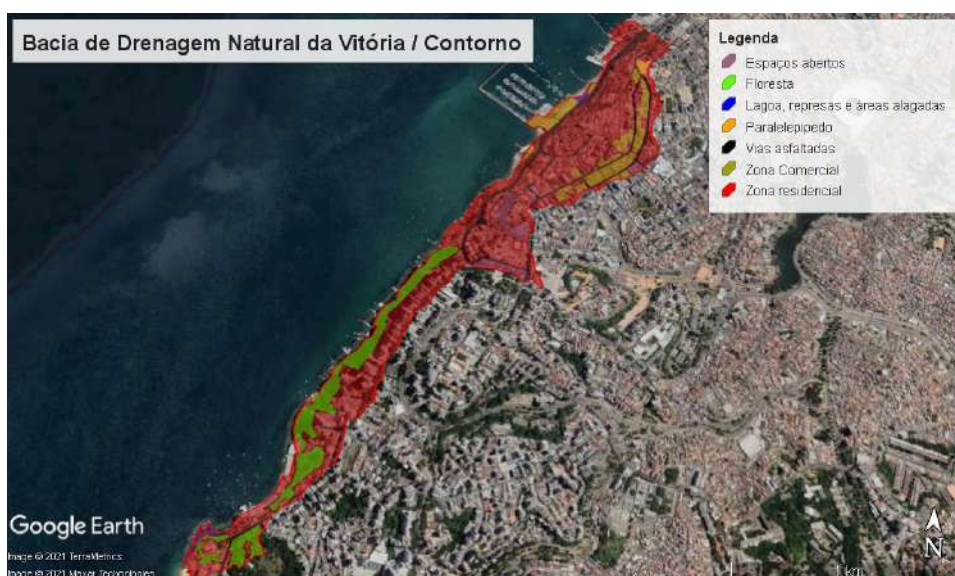 Bacia de Drenagem Natural da Vitória / Contorno
Legenda
Espaços abertos
Floresta
Lagoa, represas e áreas alagadas
Paralelepipedo
Vias asfaltadas
Zona Comercial
Zona residencial
Google Earth
Image © 2021 TerraMetrics
Image © 2021 Maxar Technologies
1 km
N